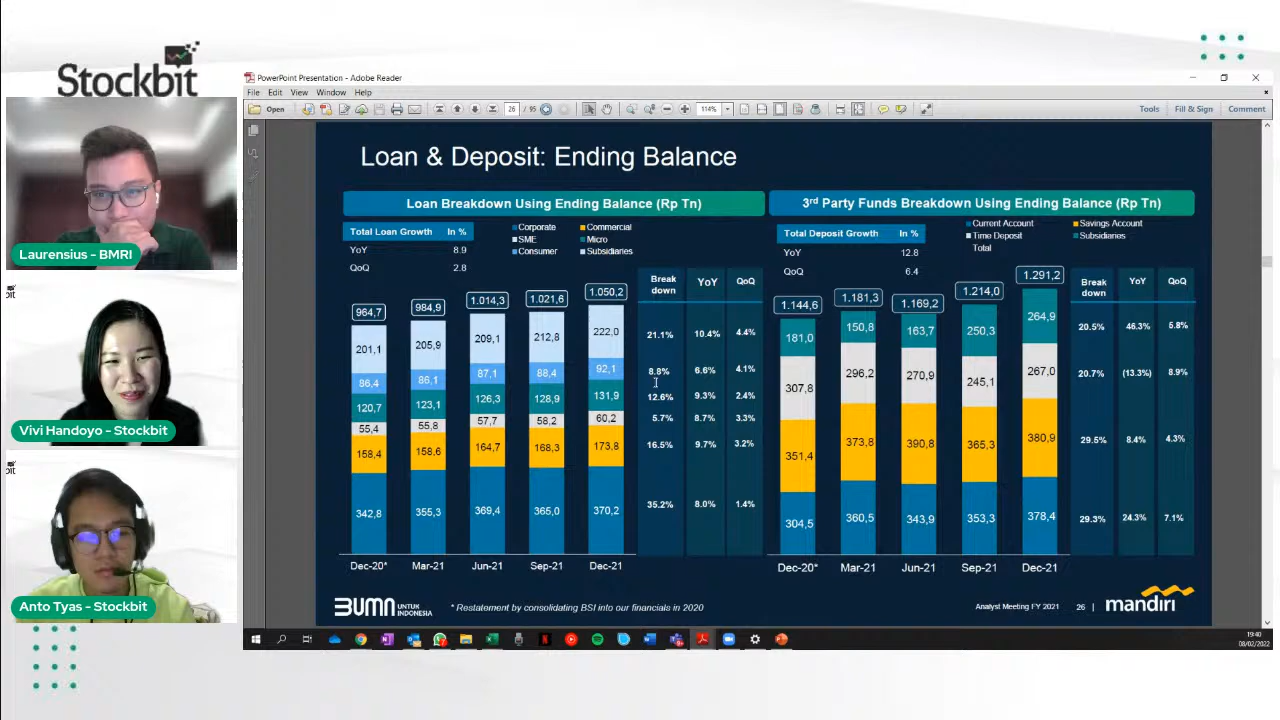 Stockbit
Laurensius - BMRI
Vivi Handoyo - Stockbit
Anto Tyas - Stockbit
PowerPoint Presentation - Adobe Reader
File Edit View Window Help
Open 26 / 95 114% Tools Fill & Sign Comment
Loan & Deposit: Ending Balance
Loan Breakdown Using Ending Balance (Rp Tn)
Total Loan Growth In %
YoY 8.9
QoQ 2.8
Corporate Commercial
SME Micro
Consumer Subsidiaries
Break down YoY QoQ
964,7 984,9 1.014,3 1.021,6 1.050,2
201,1 205,9 209,1 212,8 222,0 21.1% 10.4% 4.4%
86,4 86,1 87,1 88,4 92,1 8.8% 6.6% 4.1%
120,7 123,1 126,3 128,9 131,9 12.6% 9.3% 2.4%
55,4 55,8 57,7 58,2 60,2 5.7% 8.7% 3.3%
158,4 158,6 164,7 168,3 173,8 16.5% 9.7% 3.2%
342,8 355,3 369,4 365,0 370,2 35.2% 8.0% 1.4%
Dec-20* Mar-21 Jun-21 Sep-21 Dec-21
3rd Party Funds Breakdown Using Ending Balance (Rp Tn)
Total Deposit Growth In %
YoY 12.8
QoQ 6.4
Current Account Savings Account
Time Deposit Subsidiaries
Total
Break down YoY QoQ
1.144,6 1.181,3 1.169,2 1.214,0 1.291,2
181,0 150,8 163,7 250,3 264,9 20.5% 46.3% 5.8%
307,8 296,2 270,9 245,1 267,0 20.7% (13.3%) 8.9%
351,4 373,8 390,8 365,3 380,9 29.5% 8.4% 4.3%
304,5 360,5 343,9 353,3 378,4 29.3% 24.3% 7.1%
Dec-20* Mar-21 Jun-21 Sep-21 Dec-21
BUMN UNTUK INDONESIA
* Restatement by consolidating BSI into our financials in 2020
Analyst Meeting FY 2021 26 |
mandiri
19:40
08/02/2022